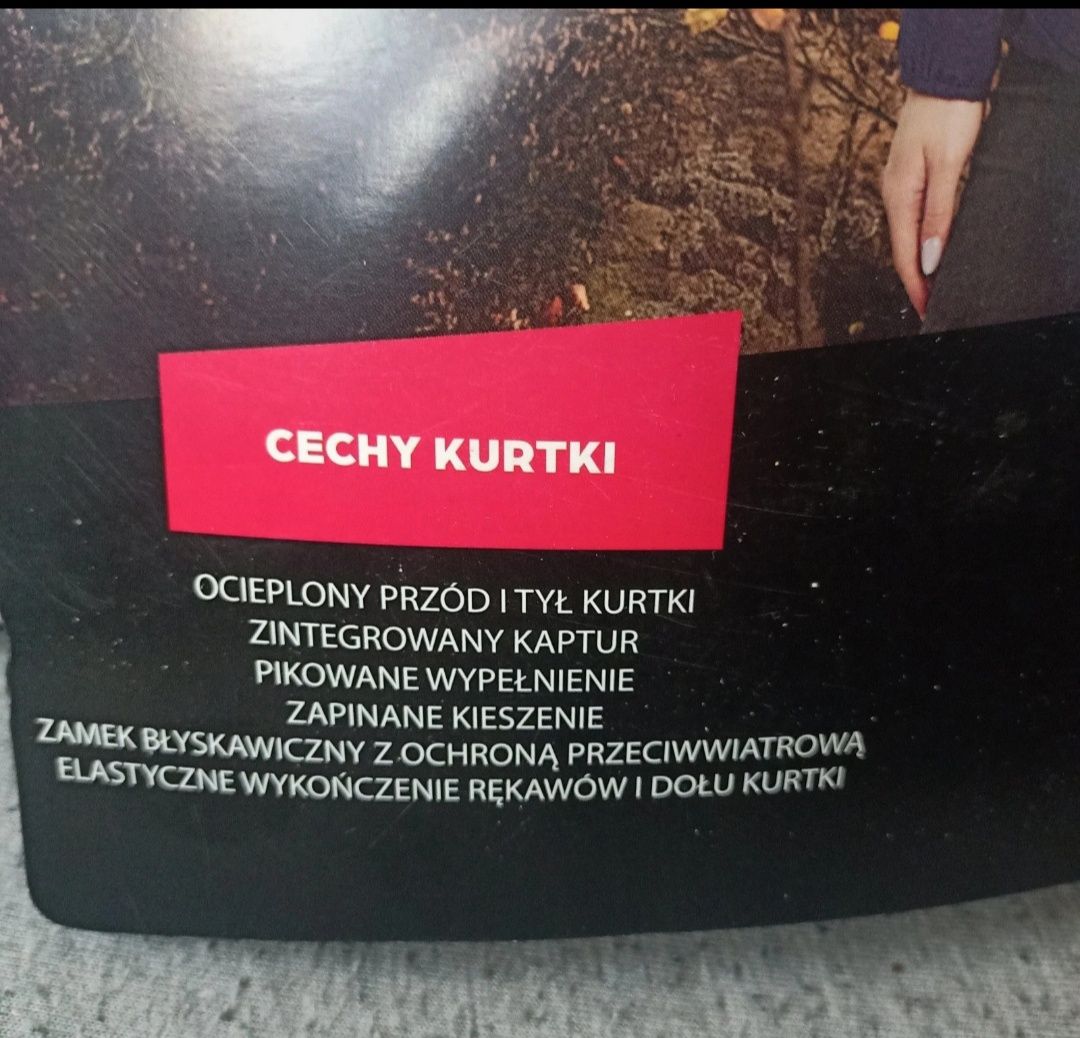 CECHY KURTKI
OCIEPLONY PRZÓD I TYŁ KURTKI
ZINTEGROWANY KAPTUR
PIKOWANE WYPEŁNIENIE
ZAPINANE KIESZENIE
ZAMEK BŁYSKAWICZNY Z OCHRONĄ PRZECIWWIATROWĄ
ELASTYCZNE WYKOŃCZENIE RĘKAWÓW I DOŁU KURTKI